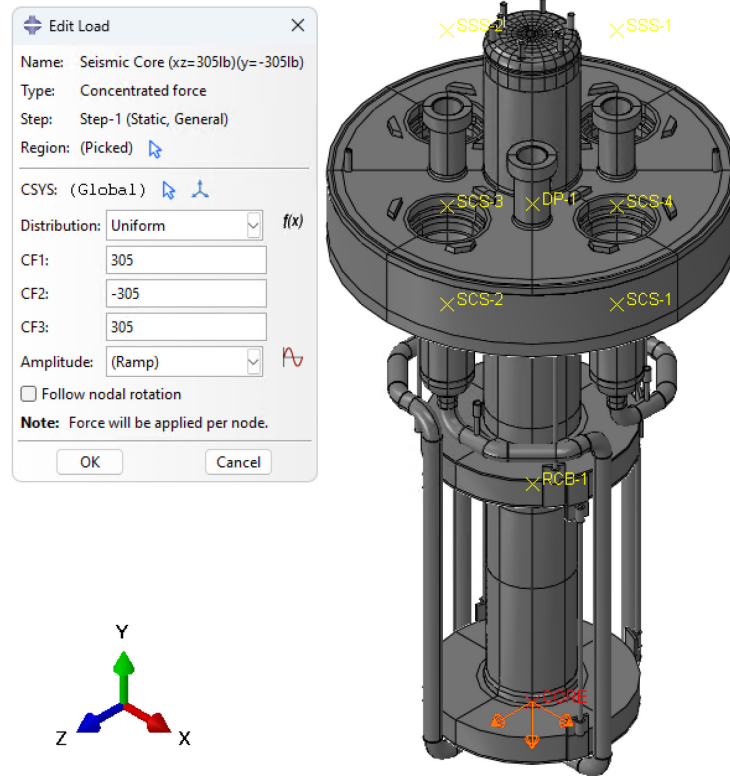 Edit Load
Name: Seismic Core (xz=305lb)(y=-305lb)
Type: Concentrated force
Step: Step-1 (Static, General)
Region: (Picked)
CSYS: (Global)
Distribution: Uniform f(x)
CF1: 305
CF2: -305
CF3: 305
Amplitude: (Ramp)
Follow nodal rotation
Note: Force will be applied per node.
OK Cancel
SSS-2 SSS-1
SCS-3 DP-1 SCS-4
SCS-2 SCS-1
RCB-1
CORE
Y
Z X